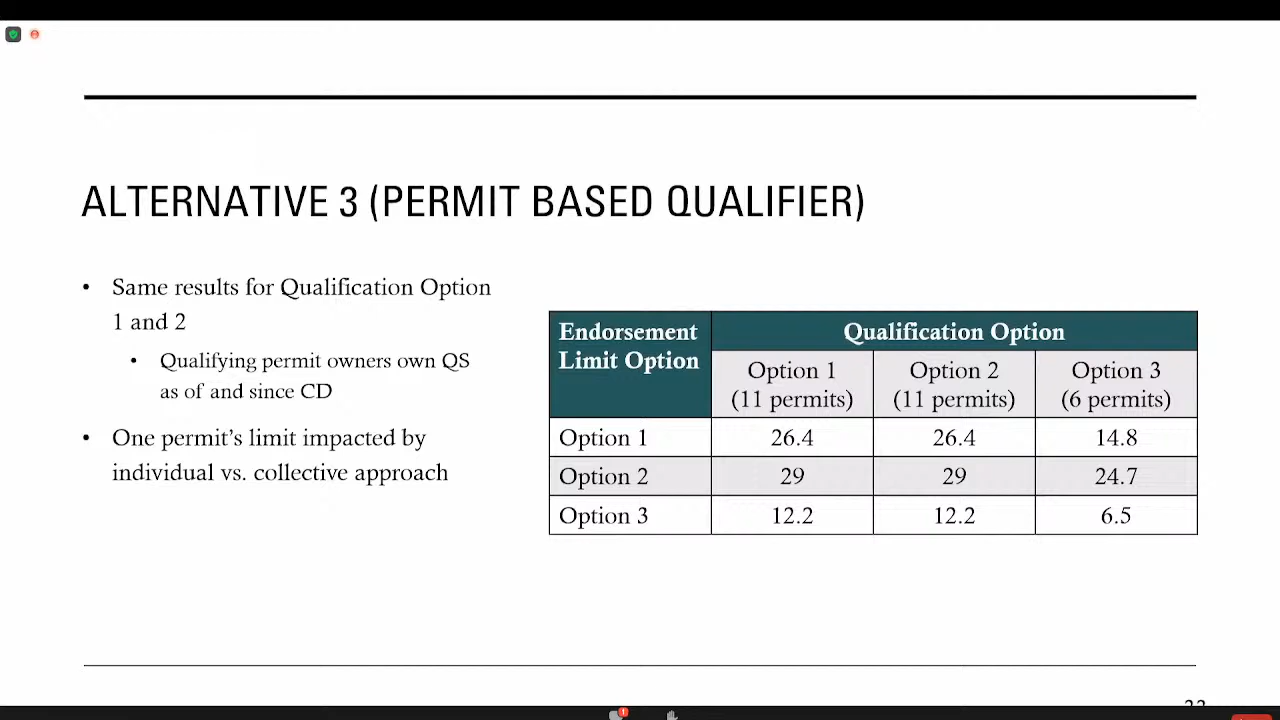 ALTERNATIVE 3 (PERMIT BASED QUALIFIER)
• Same results for Qualification Option
1 and 2
• Qualifying permit owners own QS
as of and since CD
• One permit's limit impacted by
individual vs. collective approach
Endorsement
Limit Option
Qualification Option
Option 1
(11 permits)
Option 2
(11 permits)
Option 3
(6 permits)
Option 1 26.4 26.4 14.8
Option 2 29 29 24.7
Option 3 12.2 12.2 6.5